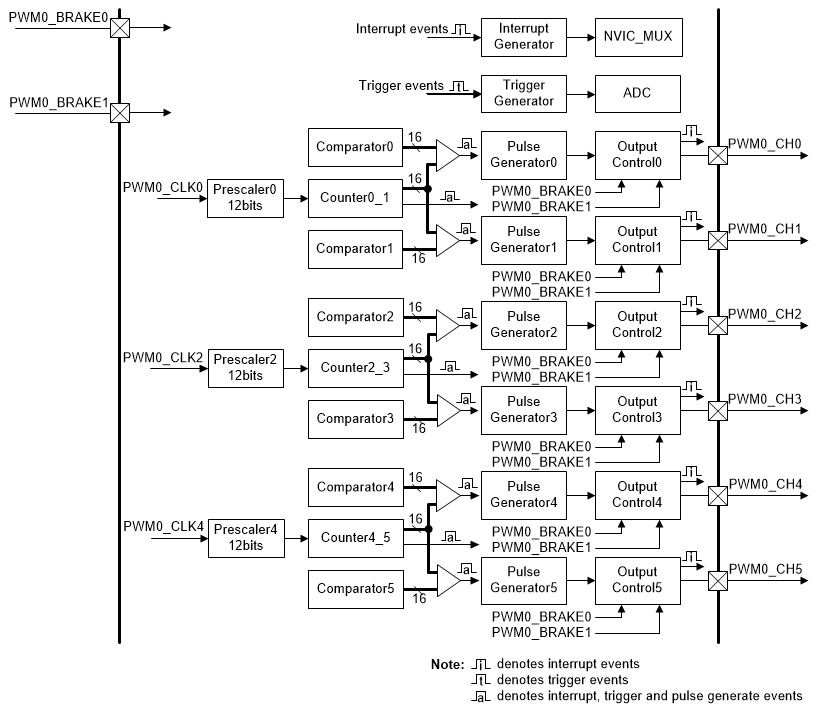 PWM0_BRAKE0
PWM0_BRAKE1
Interrupt events i
Interrupt
Generator
NVIC_MUX
Trigger events t
Trigger
Generator
ADC
Comparator0
16
a
Pulse
Generator0
Output
Control0
i
PWM0_CH0
PWM0_CLK0
Prescaler0
12bits
Counter0_1
16
a
PWM0_BRAKE0
PWM0_BRAKE1
Comparator1
16
a
Pulse
Generator1
Output
Control1
i
PWM0_CH1
PWM0_BRAKE0
PWM0_BRAKE1
Comparator2
16
a
Pulse
Generator2
Output
Control2
i
PWM0_CH2
PWM0_CLK2
Prescaler2
12bits
Counter2_3
16
a
PWM0_BRAKE0
PWM0_BRAKE1
Comparator3
16
a
Pulse
Generator3
Output
Control3
i
PWM0_CH3
PWM0_BRAKE0
PWM0_BRAKE1
Comparator4
16
a
Pulse
Generator4
Output
Control4
i
PWM0_CH4
PWM0_CLK4
Prescaler4
12bits
Counter4_5
16
a
PWM0_BRAKE0
PWM0_BRAKE1
Comparator5
16
a
Pulse
Generator5
Output
Control5
i
PWM0_CH5
PWM0_BRAKE0
PWM0_BRAKE1
Note: i denotes interrupt events
t denotes trigger events
a denotes interrupt, trigger and pulse generate events